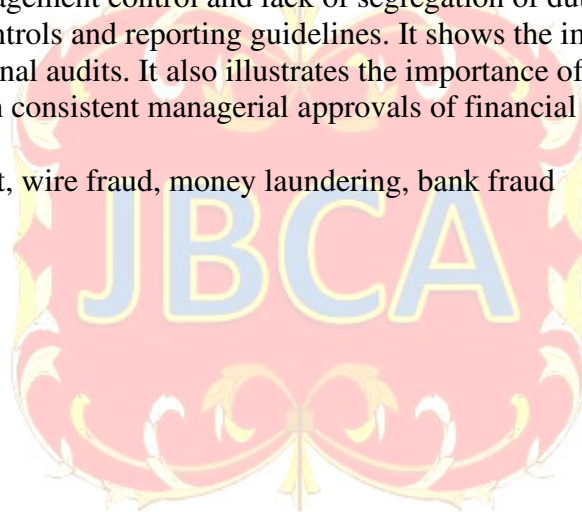 agement control and lack of segregation of du
ntrols and reporting guidelines. It shows the im
nal audits. It also illustrates the importance of
n consistent managerial approvals of financial
t, wire fraud, money laundering, bank fraud
JBCA